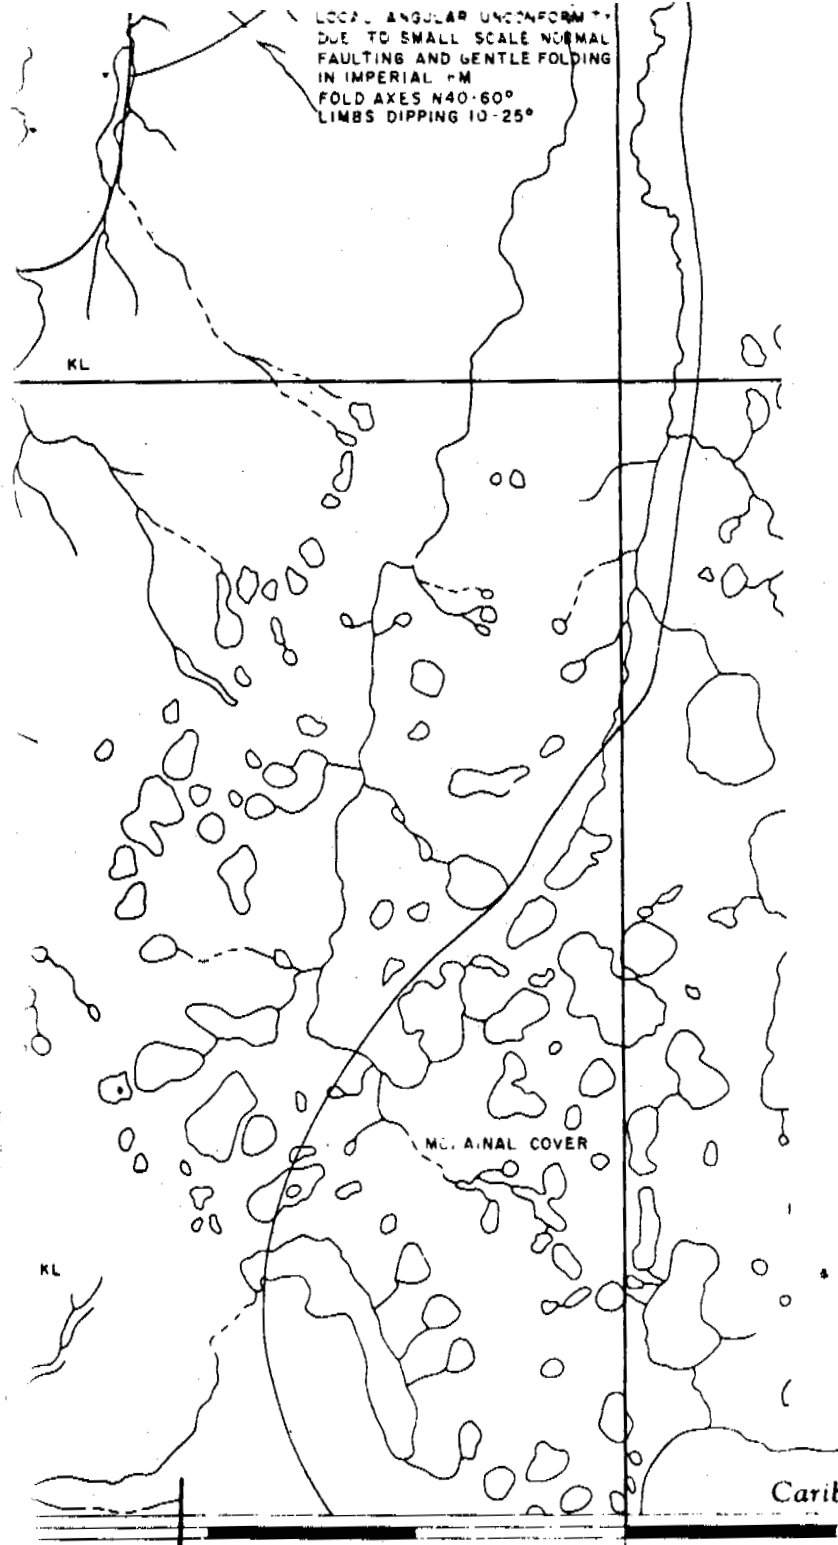 LOCAL ANGULAR UNCONFORMITY
DUE TO SMALL SCALE NORMAL
FAULTING AND GENTLE FOLDING
IN IMPERIAL FM
FOLD AXES N40-60°
LIMBS DIPPING 10-25°
KL
COVER
KL
Carib